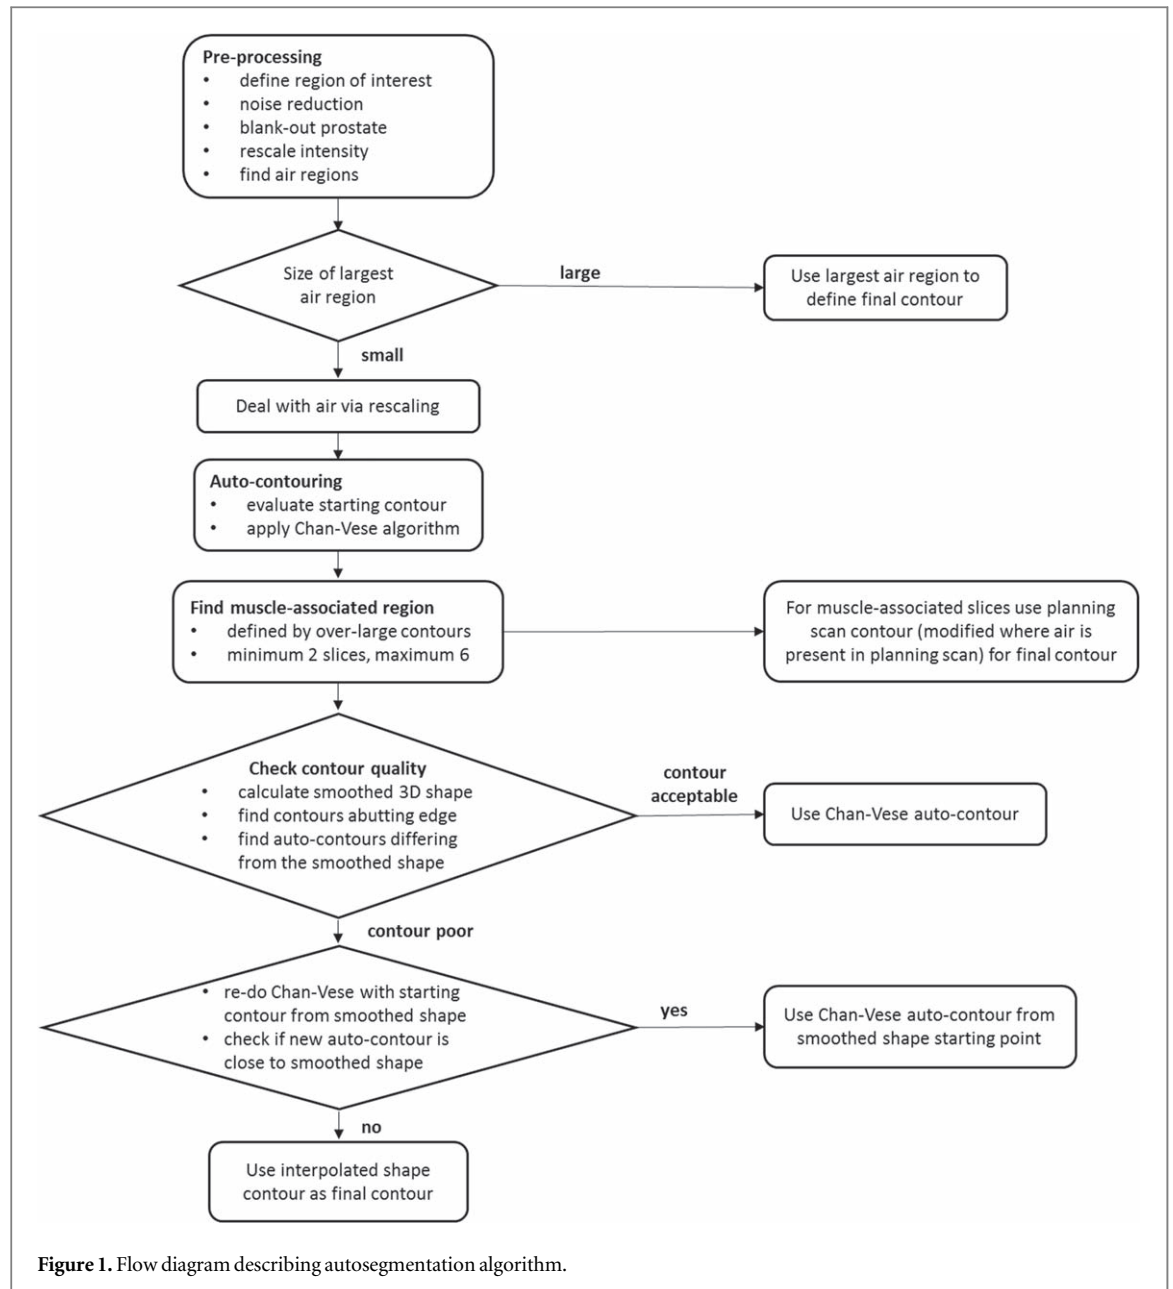 Pre-processing
• define region of interest
• noise reduction
• blank-out prostate
• rescale intensity
• find air regions
Size of largest
air region
large
Use largest air region to
define final contour
small
Deal with air via rescaling
Auto-contouring
• evaluate starting contour
• apply Chan-Vese algorithm
Find muscle-associated region
• defined by over-large contours
• minimum 2 slices, maximum 6
For muscle-associated slices use planning
scan contour (modified where air is
present in planning scan) for final contour
Check contour quality
• calculate smoothed 3D shape
• find contours abutting edge
• find auto-contours differing
from the smoothed shape
contour
acceptable
Use Chan-Vese auto-contour
contour poor
• re-do Chan-Vese with starting
contour from smoothed shape
• check if new auto-contour is
close to smoothed shape
yes
Use Chan-Vese auto-contour from
smoothed shape starting point
no
Use interpolated shape
contour as final contour
Figure 1. Flow diagram describing autosegmentation algorithm.